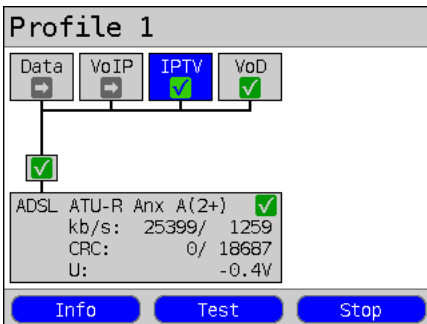 Profile 1
Data VoIP IPTV VoD
ADSL ATU-R Anx A(2+)
kb/s: 25399/ 1259
CRC: 0/ 18687
U: -0.4V
Info Test Stop